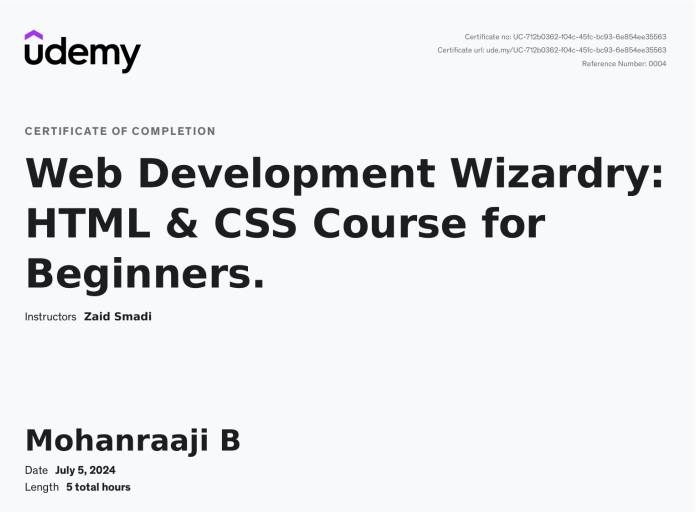 udemy
Certificate no: UC-712b0362-f04c-45fc-bc93-6e854ee35563
Certificate url: ude.my/UC-712b0362-f04c-45fc-bc93-6e854ee35563
Reference Number: 0004
CERTIFICATE OF COMPLETION
Web Development Wizardry:
HTML & CSS Course for
Beginners.
Instructors Zaid Smadi
Mohanraaji B
Date July 5, 2024
Length 5 total hours